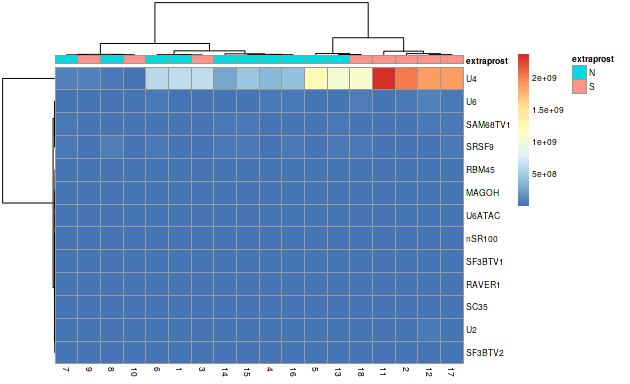 extraprost
U4
U6
SAM68TV1
SRSF9
RBM45
MAGOH
U6ATAC
nSR100
SF3BTV1
RAVER1
SC35
U2
SF3BTV2
7 9 8 10 6 1 3 14 15 4 16 5 13 18 11 2 12 17
2e+09
1.5e+09
1e+09
5e+08
extraprost
N
S